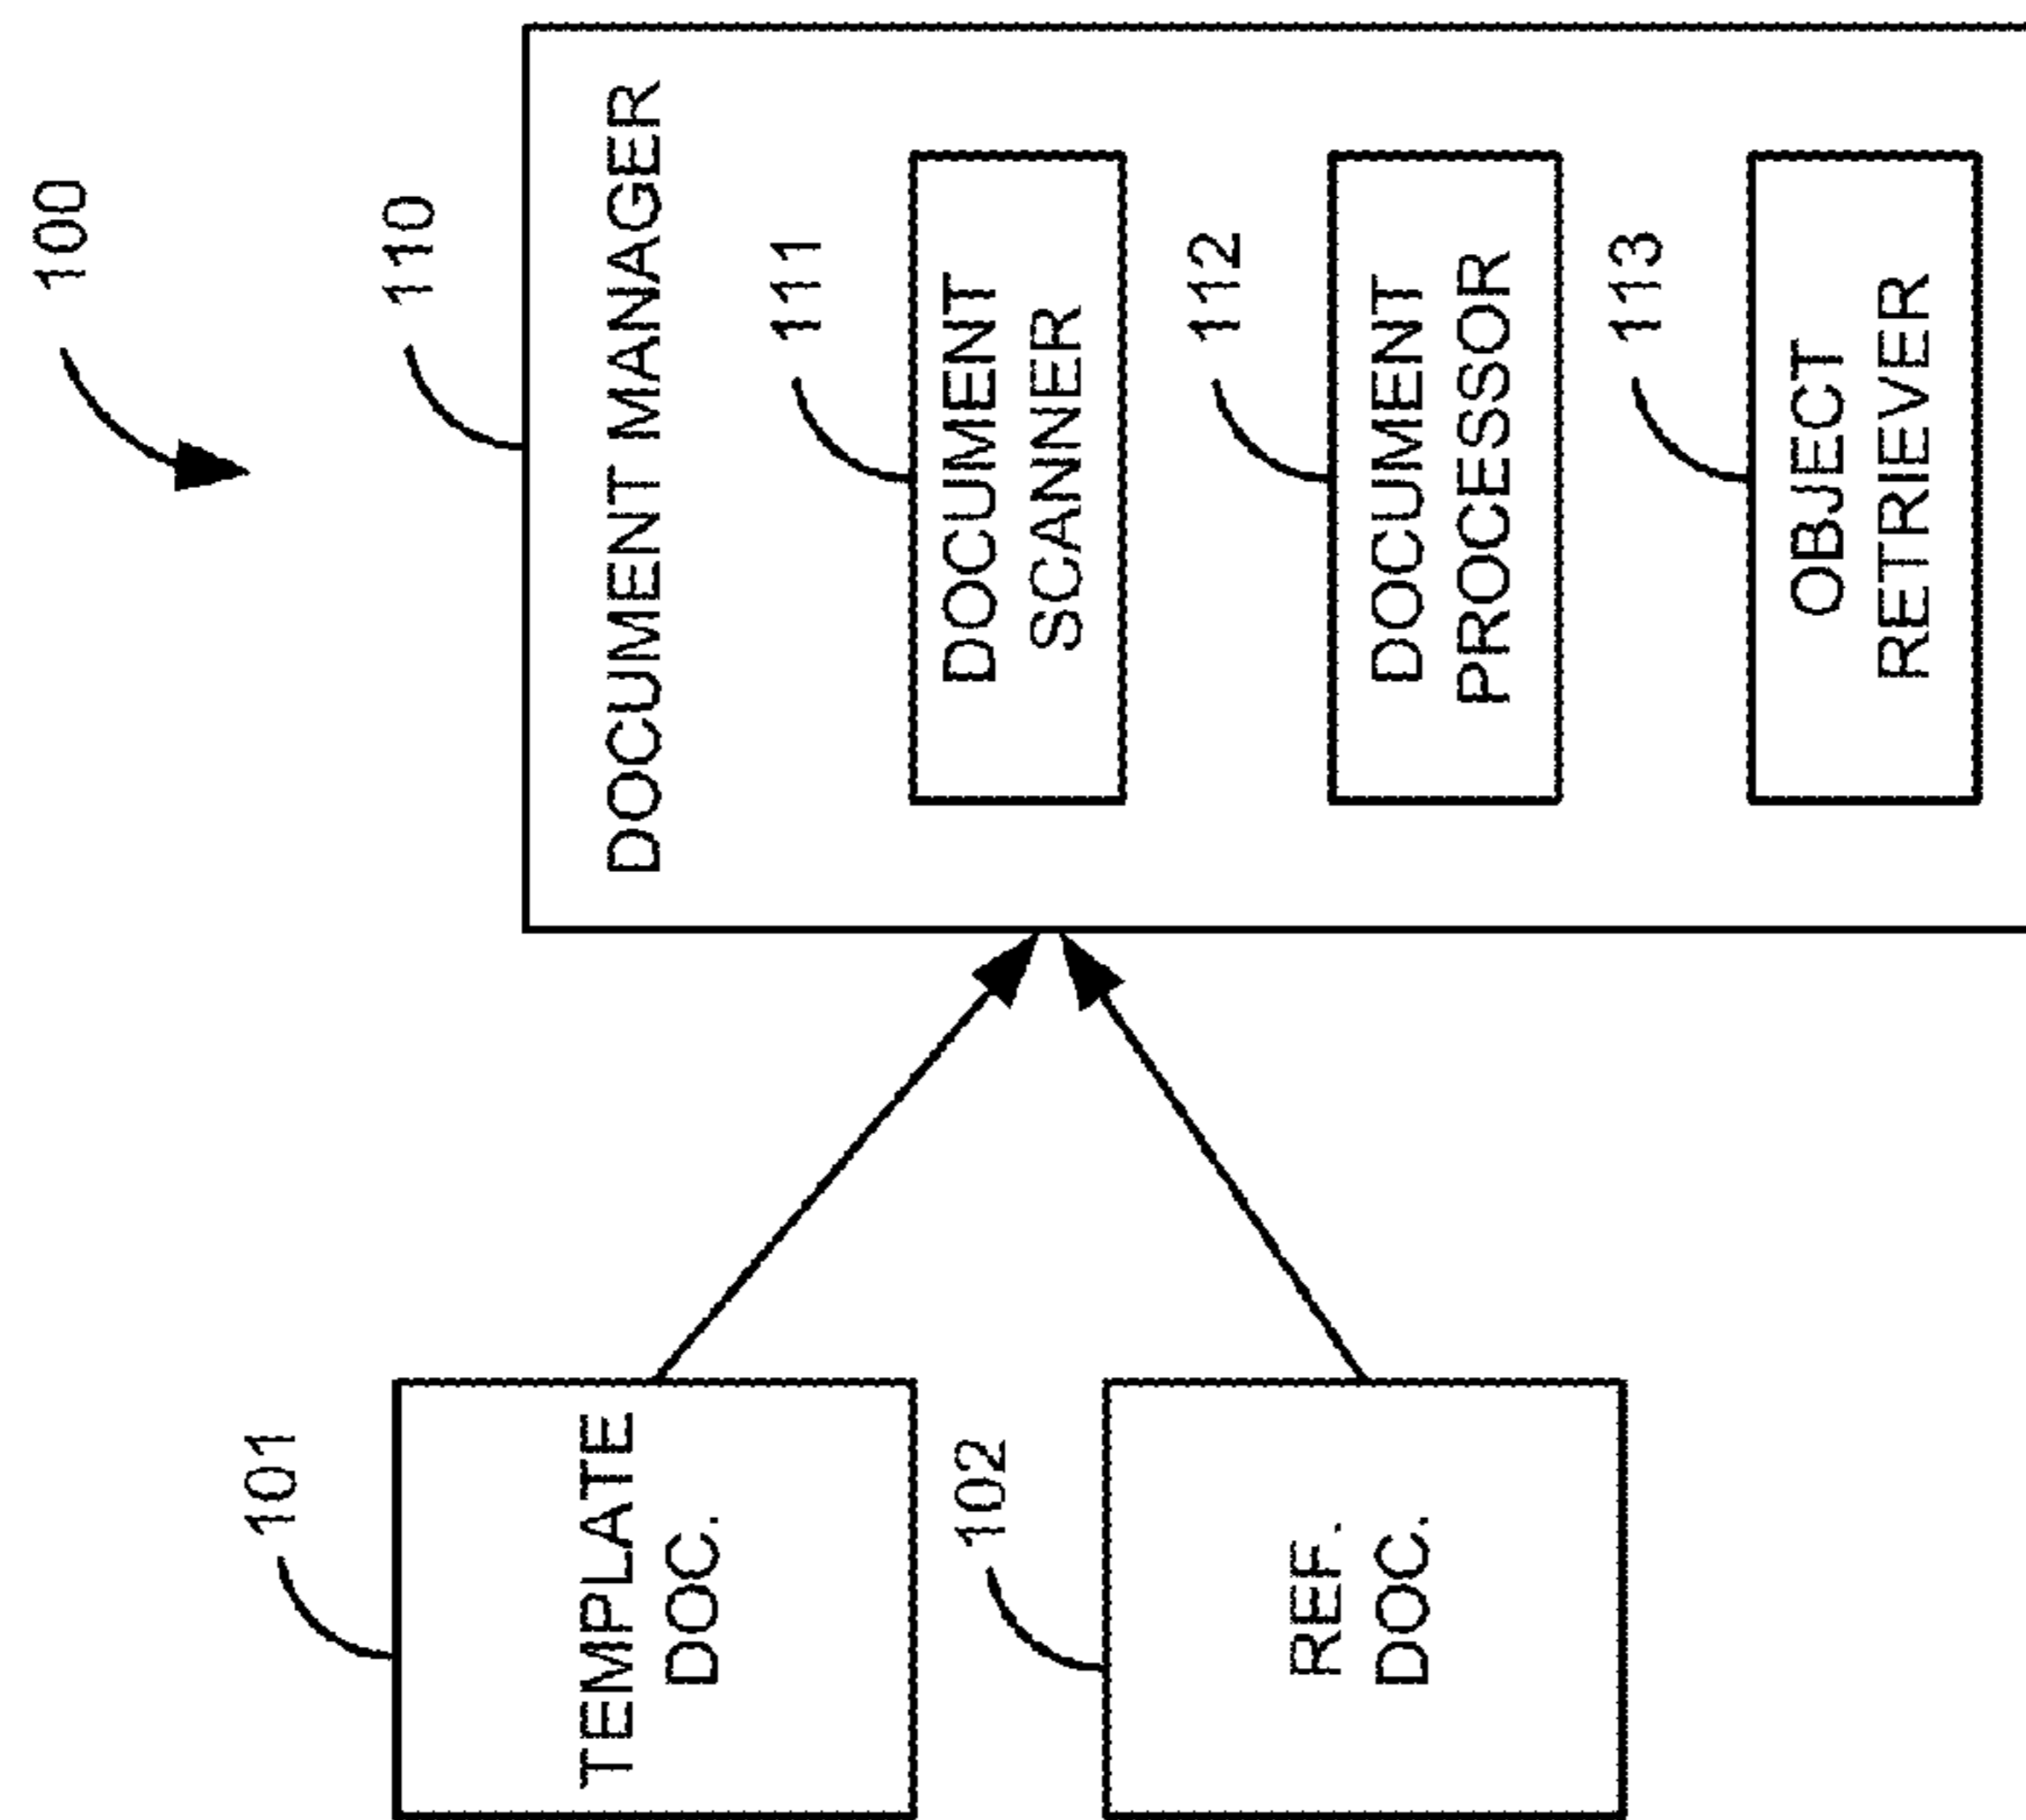 100
110
DOCUMENT MANAGER
111
DOCUMENT
SCANNER
112
DOCUMENT
PROCESSOR
113
OBJECT
RETRIEVER
101
TEMPLATE
DOC.
102
REF.
DOC.